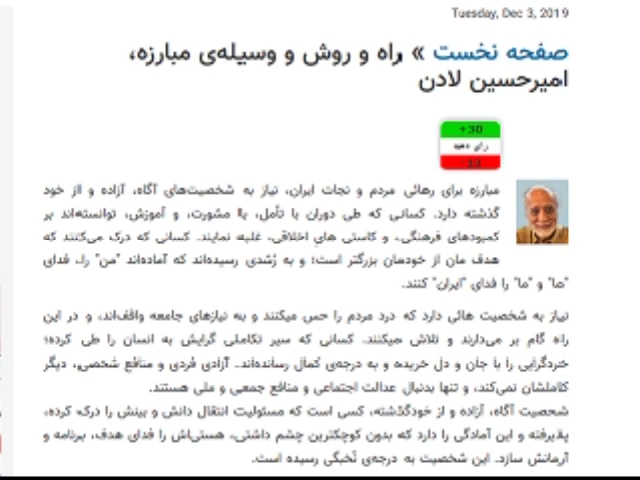 Tuesday, Dec 3, 2019
صفحه نخست » راه و روش و وسیله‌ی مبارزه،
امیرحسین لادن
+30
رای دهید
-13
مبارزه برای رهائی مردم و نجات ایران، نیاز به شخصیت‌های آگاه، آزاده و از خود
گذشته دارد. کسانی که طی دوران با تأمل، با مشورت، و آموزش، توانسته‌اند بر
کمبودهای فرهنگی، و کاستی های اخلاقی، غلبه نمایند. کسانی که درک می‌کنند که
هدف مان از خودمان بزرگتر است؛ و به رُشدی رسیده‌اند که آماده‌اند "من" را، فدای
"ما" و "ما" را فدای "ایران" کنند.
نیاز به شخصیت هائی دارد که درد مردم را حس میکنند و به نیازهای جامعه واقف‌اند، و در این
راه گام بر می‌دارند و تلاش میکنند. کسانی که سیر تکاملی گرایش به انسان را طی کرده؛
خردگرایی را با جان و دل خریده و به درجه‌ی کمال رسانده‌اند. آزادی فردی و منافع شخصی، دیگر
کاملشان نمی‌کند، و تنها بدنبال عدالت اجتماعی و منافع جمعی و ملی هستند.
شخصیت آگاه، آزاده و از خودگذشته، کسی است که مسئولیت انتقال دانش و بینش را درک کرده،
پذیرفته و این آمادگی را دارد که بدون کوچکترین چشم داشتی، هستی‌اش را فدای هدف، برنامه و
آرمانش سازد. این شخصیت به درجه‌ی نُخبگی رسیده است.